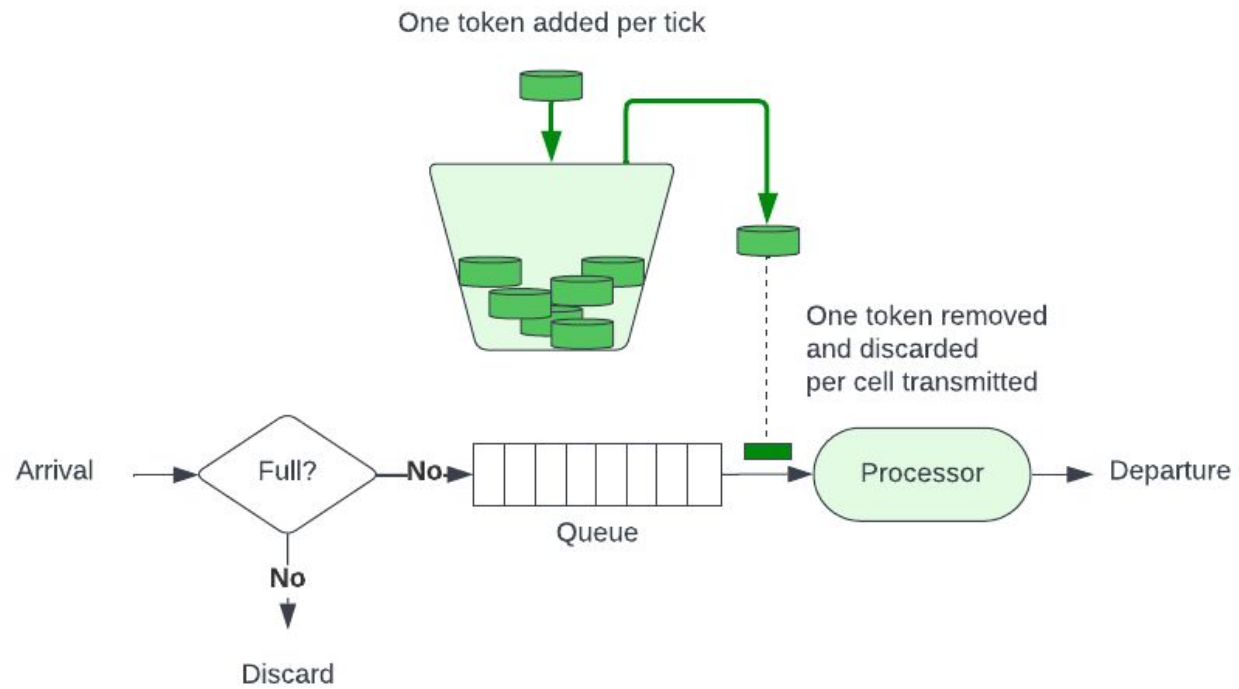 One token added per tick
One token removed
and discarded
per cell transmitted
Arrival
Full?
No
Queue
Processor
Departure
No
Discard